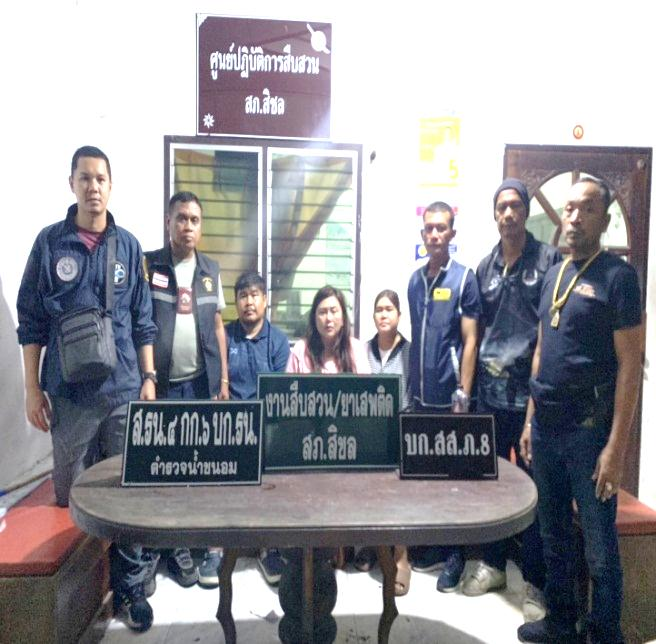 ศูนย์ปฏิบัติการสืบสวน
สภ.สิชล
ส.รน.๔ กก.๖ บก.รน.
ตำรวจน้ำขนอม
งานสืบสวน/ยาเสพติด
สภ.สิชล
บก.สส.ภ.8